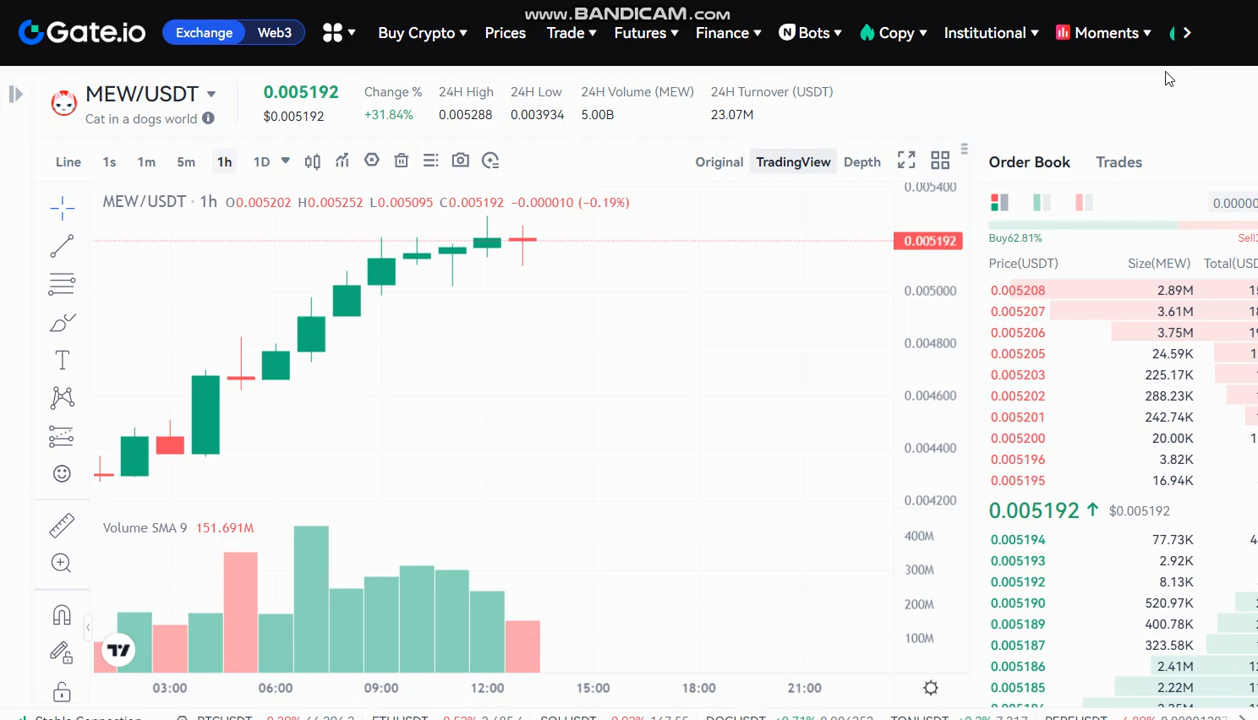 www.BANDICAM.com
Gate.io Exchange Web3 Buy Crypto Prices Trade Futures Finance Bots Copy Institutional Moments
MEW/USDT
Cat in a dogs world
0.005192
$0.005192
Change %
+31.84%
24H High
0.005288
24H Low
0.003934
24H Volume (MEW)
5.00B
24H Turnover (USDT)
23.07M
Line 1s 1m 5m 1h 1D
Original TradingView Depth
MEW/USDT · 1h O0.005202 H0.005252 L0.005095 C0.005192 −0.000010 (−0.19%)
0.005400
0.005192
0.005000
0.004800
0.004600
0.004400
0.004200
Volume SMA 9 151.691M
400M
300M
200M
100M
03:00 06:00 09:00 12:00 15:00 18:00 21:00
Order Book Trades
0.0000
Buy62.81%
Price(USDT) Size(MEW)
0.005208 2.89M
0.005207 3.61M
0.005206 3.75M
0.005205 24.59K
0.005203 225.17K
0.005202 288.23K
0.005201 242.74K
0.005200 20.00K
0.005196 3.82K
0.005195 16.94K
0.005192 ↑ $0.005192
0.005194 77.73K
0.005193 2.92K
0.005192 8.13K
0.005190 520.97K
0.005189 400.78K
0.005187 323.58K
0.005186 2.41M
0.005185 2.22M